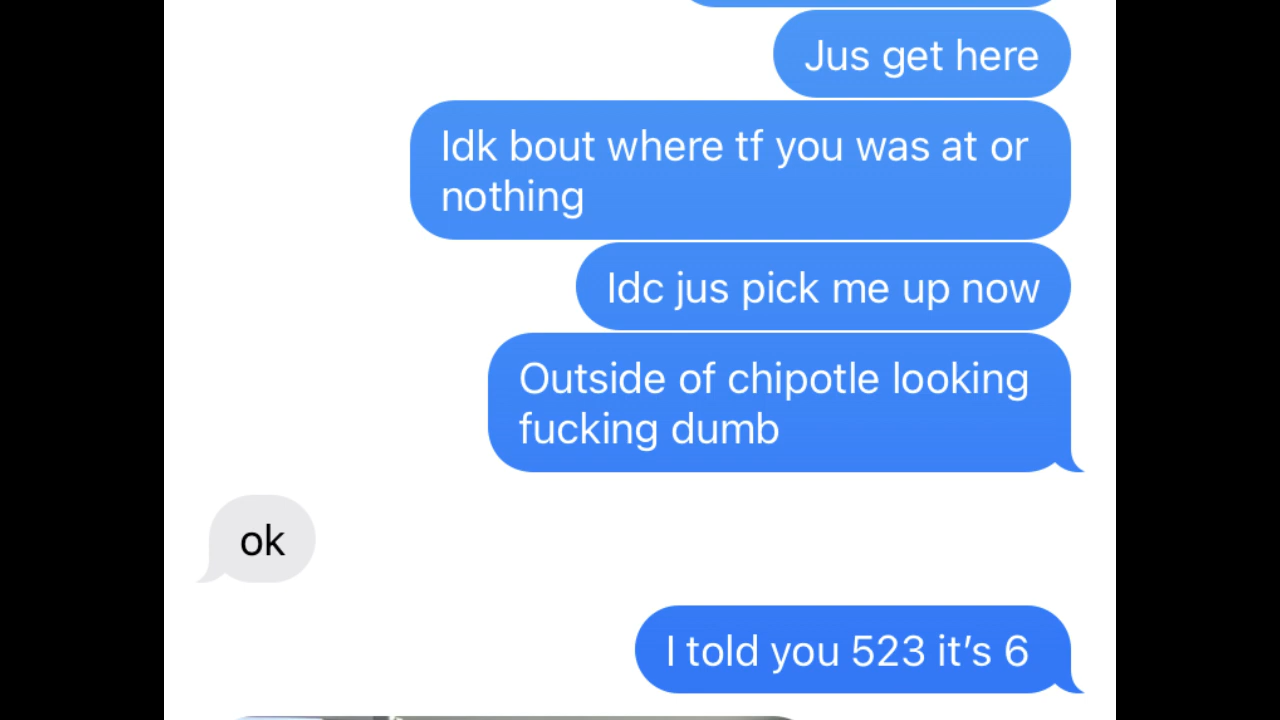 Jus get here
Idk bout where tf you was at or
nothing
Idc jus pick me up now
Outside of chipotle looking
fucking dumb
ok
I told you 523 it’s 6